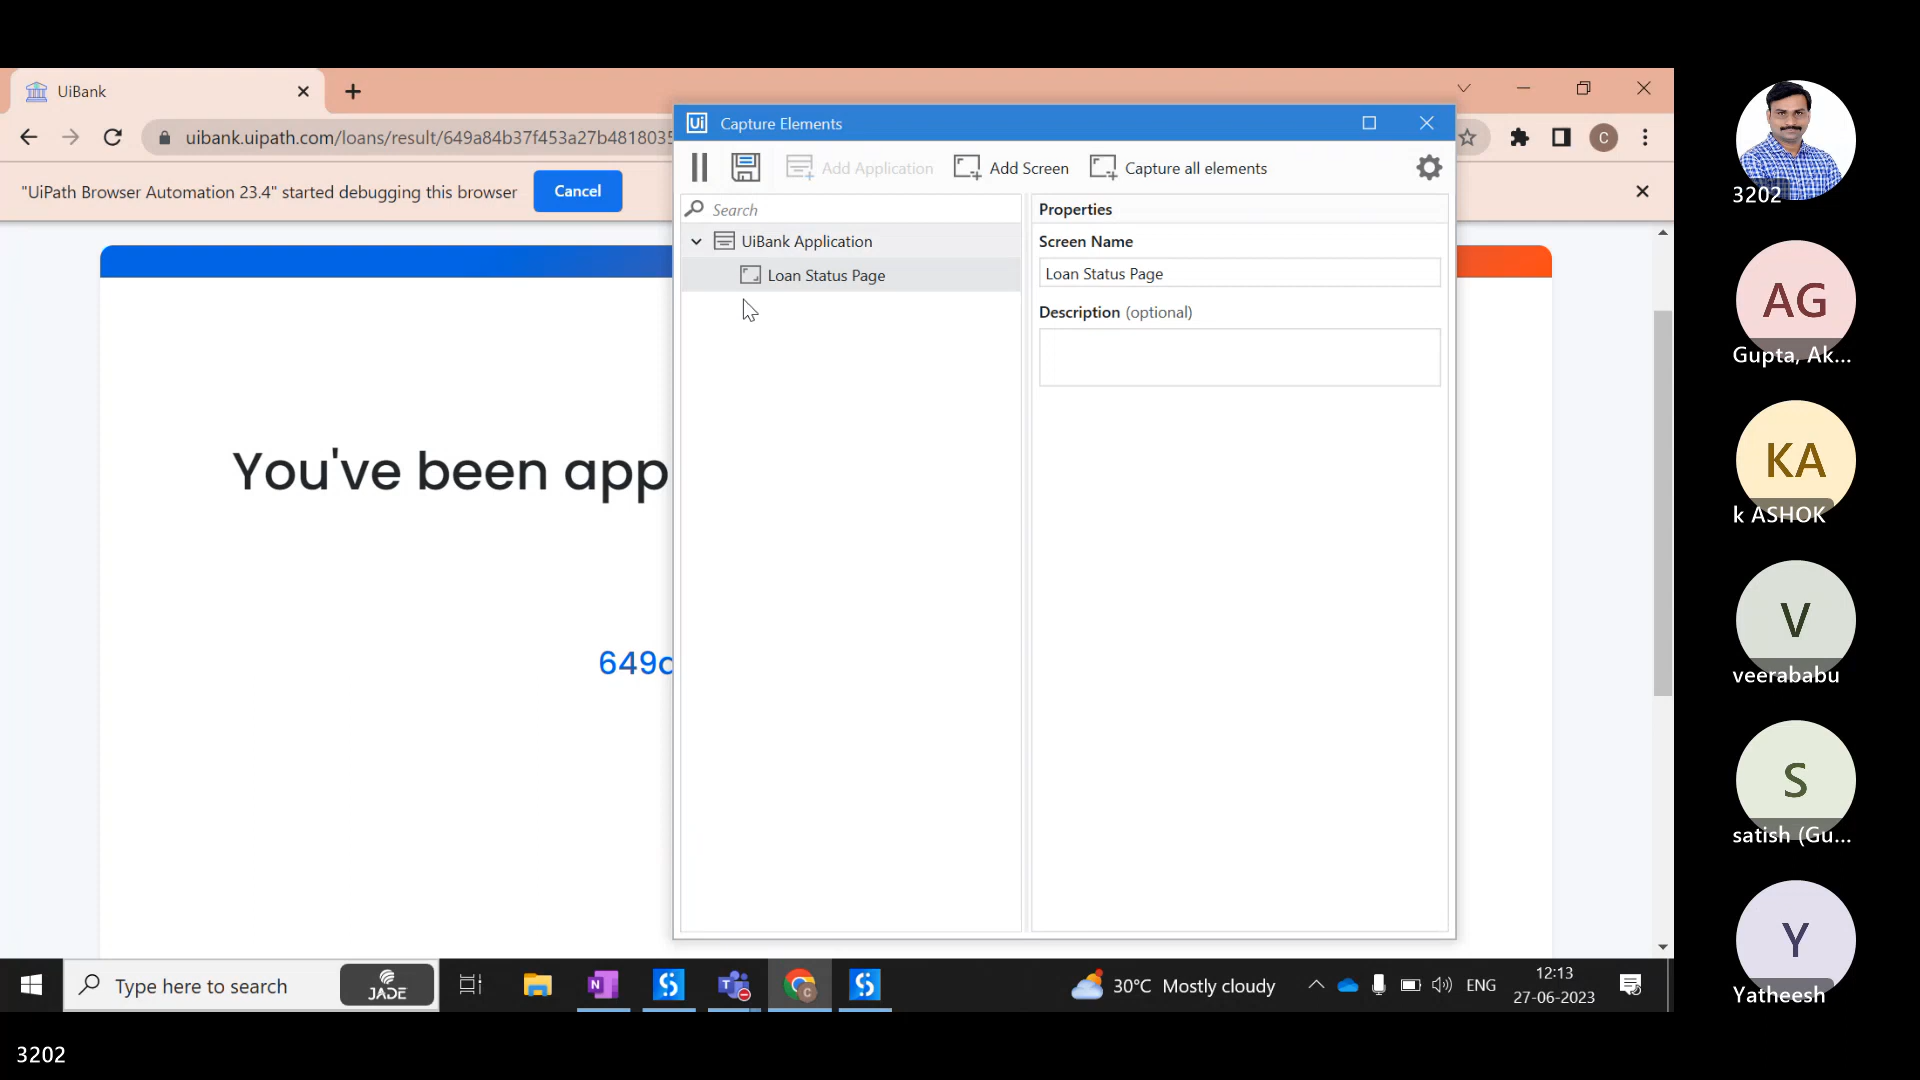 UiBank
uibank.uipath.com/loans/result/649a84b37f453a27b4818035
"UiPath Browser Automation 23.4" started debugging this browser
Cancel
You've been app
649a
Ui
Capture Elements
Add Application
Add Screen
Capture all elements
Search
UiBank Application
Loan Status Page
Properties
Screen Name
Loan Status Page
Description (optional)
C
3202
AG
Gupta, Ak...
KA
k ASHOK
V
veerababu
S
satish (Gu...
Y
Yatheesh
Type here to search
JADE
N
T
C
30°C Mostly cloudy
ENG
12:13
27-06-2023
3202